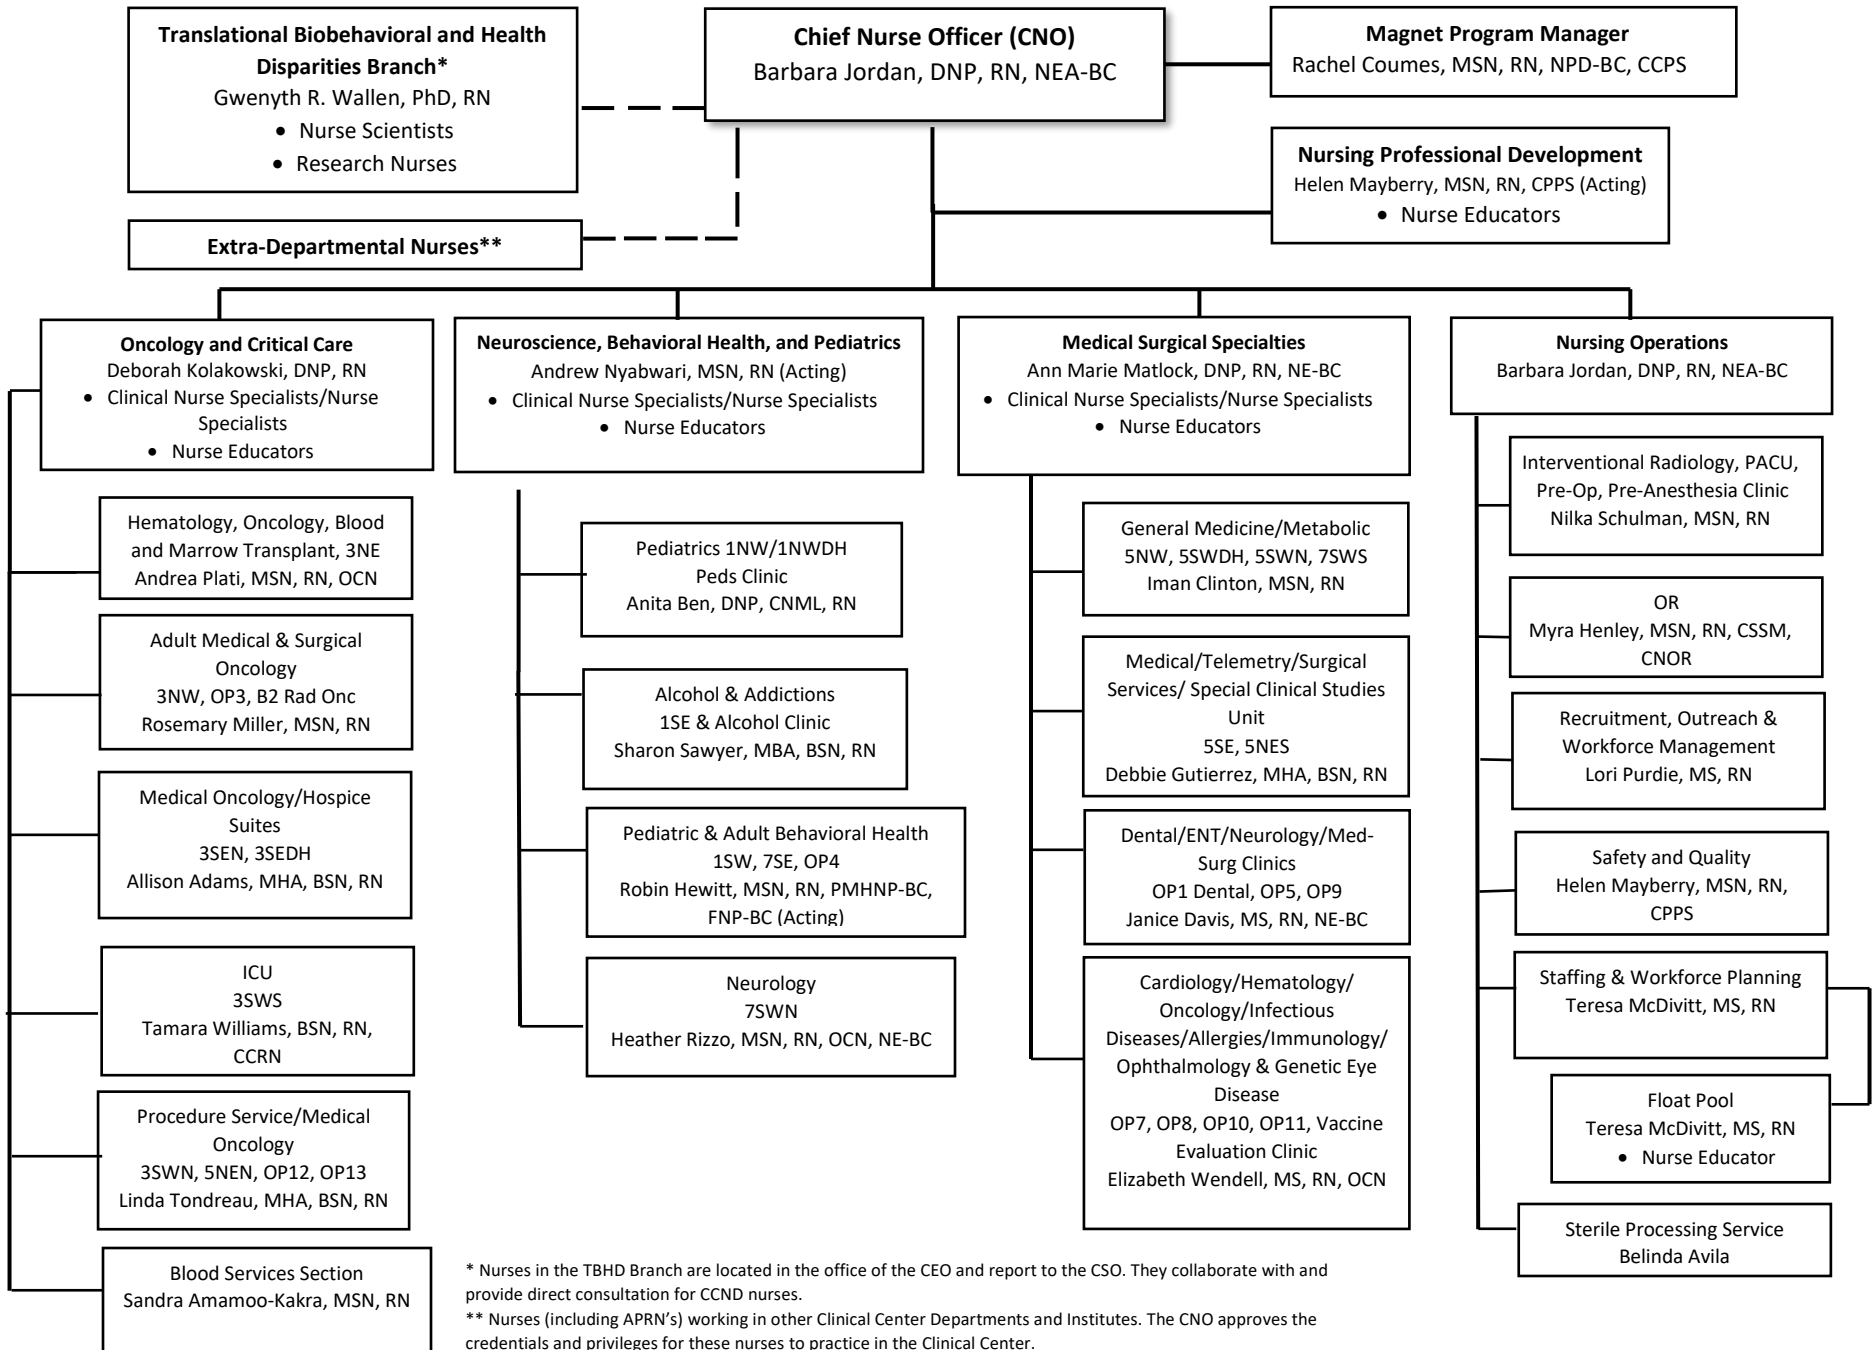 Translational Biobehavioral and Health
Disparities Branch*
Gwenyth R. Wallen, PhD, RN
• Nurse Scientists
• Research Nurses
Chief Nurse Officer (CNO)
Barbara Jordan, DNP, RN, NEA-BC
Magnet Program Manager
Rachel Coumes, MSN, RN, NPD-BC, CCPS
Nursing Professional Development
Helen Mayberry, MSN, RN, CPPS (Acting)
• Nurse Educators
Extra-Departmental Nurses**
Oncology and Critical Care
Deborah Kolakowski, DNP, RN
• Clinical Nurse Specialists/Nurse
Specialists
• Nurse Educators
Hematology, Oncology, Blood
and Marrow Transplant, 3NE
Andrea Plati, MSN, RN, OCN
Adult Medical & Surgical
Oncology
3NW, OP3, B2 Rad Onc
Rosemary Miller, MSN, RN
Medical Oncology/Hospice
Suites
3SEN, 3SEDH
Allison Adams, MHA, BSN, RN
ICU
3SWS
Tamara Williams, BSN, RN,
CCRN
Procedure Service/Medical
Oncology
3SWN, 5NEN, OP12, OP13
Linda Tondreau, MHA, BSN, RN
Blood Services Section
Sandra Amamoo-Kakra, MSN, RN
Neuroscience, Behavioral Health, and Pediatrics
Andrew Nyabwari, MSN, RN (Acting)
• Clinical Nurse Specialists/Nurse Specialists
• Nurse Educators
Pediatrics 1NW/1NWDH
Peds Clinic
Anita Ben, DNP, CNML, RN
Alcohol & Addictions
1SE & Alcohol Clinic
Sharon Sawyer, MBA, BSN, RN
Pediatric & Adult Behavioral Health
1SW, 7SE, OP4
Robin Hewitt, MSN, RN, PMHNP-BC,
FNP-BC (Acting)
Neurology
7SWN
Heather Rizzo, MSN, RN, OCN, NE-BC
Medical Surgical Specialties
Ann Marie Matlock, DNP, RN, NE-BC
• Clinical Nurse Specialists/Nurse Specialists
• Nurse Educators
General Medicine/Metabolic
5NW, 5SWDH, 5SWN, 7SWS
Iman Clinton, MSN, RN
Medical/Telemetry/Surgical
Services/ Special Clinical Studies
Unit
5SE, 5NES
Debbie Gutierrez, MHA, BSN, RN
Dental/ENT/Neurology/Med-
Surg Clinics
OP1 Dental, OP5, OP9
Janice Davis, MS, RN, NE-BC
Cardiology/Hematology/
Oncology/Infectious
Diseases/Allergies/Immunology/
Ophthalmology & Genetic Eye
Disease
OP7, OP8, OP10, OP11, Vaccine
Evaluation Clinic
Elizabeth Wendell, MS, RN, OCN
Nursing Operations
Barbara Jordan, DNP, RN, NEA-BC
Interventional Radiology, PACU,
Pre-Op, Pre-Anesthesia Clinic
Nilka Schulman, MSN, RN
OR
Myra Henley, MSN, RN, CSSM,
CNOR
Recruitment, Outreach &
Workforce Management
Lori Purdie, MS, RN
Safety and Quality
Helen Mayberry, MSN, RN,
CPPS
Staffing & Workforce Planning
Teresa McDivitt, MS, RN
Float Pool
Teresa McDivitt, MS, RN
• Nurse Educator
Sterile Processing Service
Belinda Avila
* Nurses in the TBHD Branch are located in the office of the CEO and report to the CSO. They collaborate with and
provide direct consultation for CCND nurses.
** Nurses (including APRN's) working in other Clinical Center Departments and Institutes. The CNO approves the
credentials and privileges for these nurses to practice in the Clinical Center.